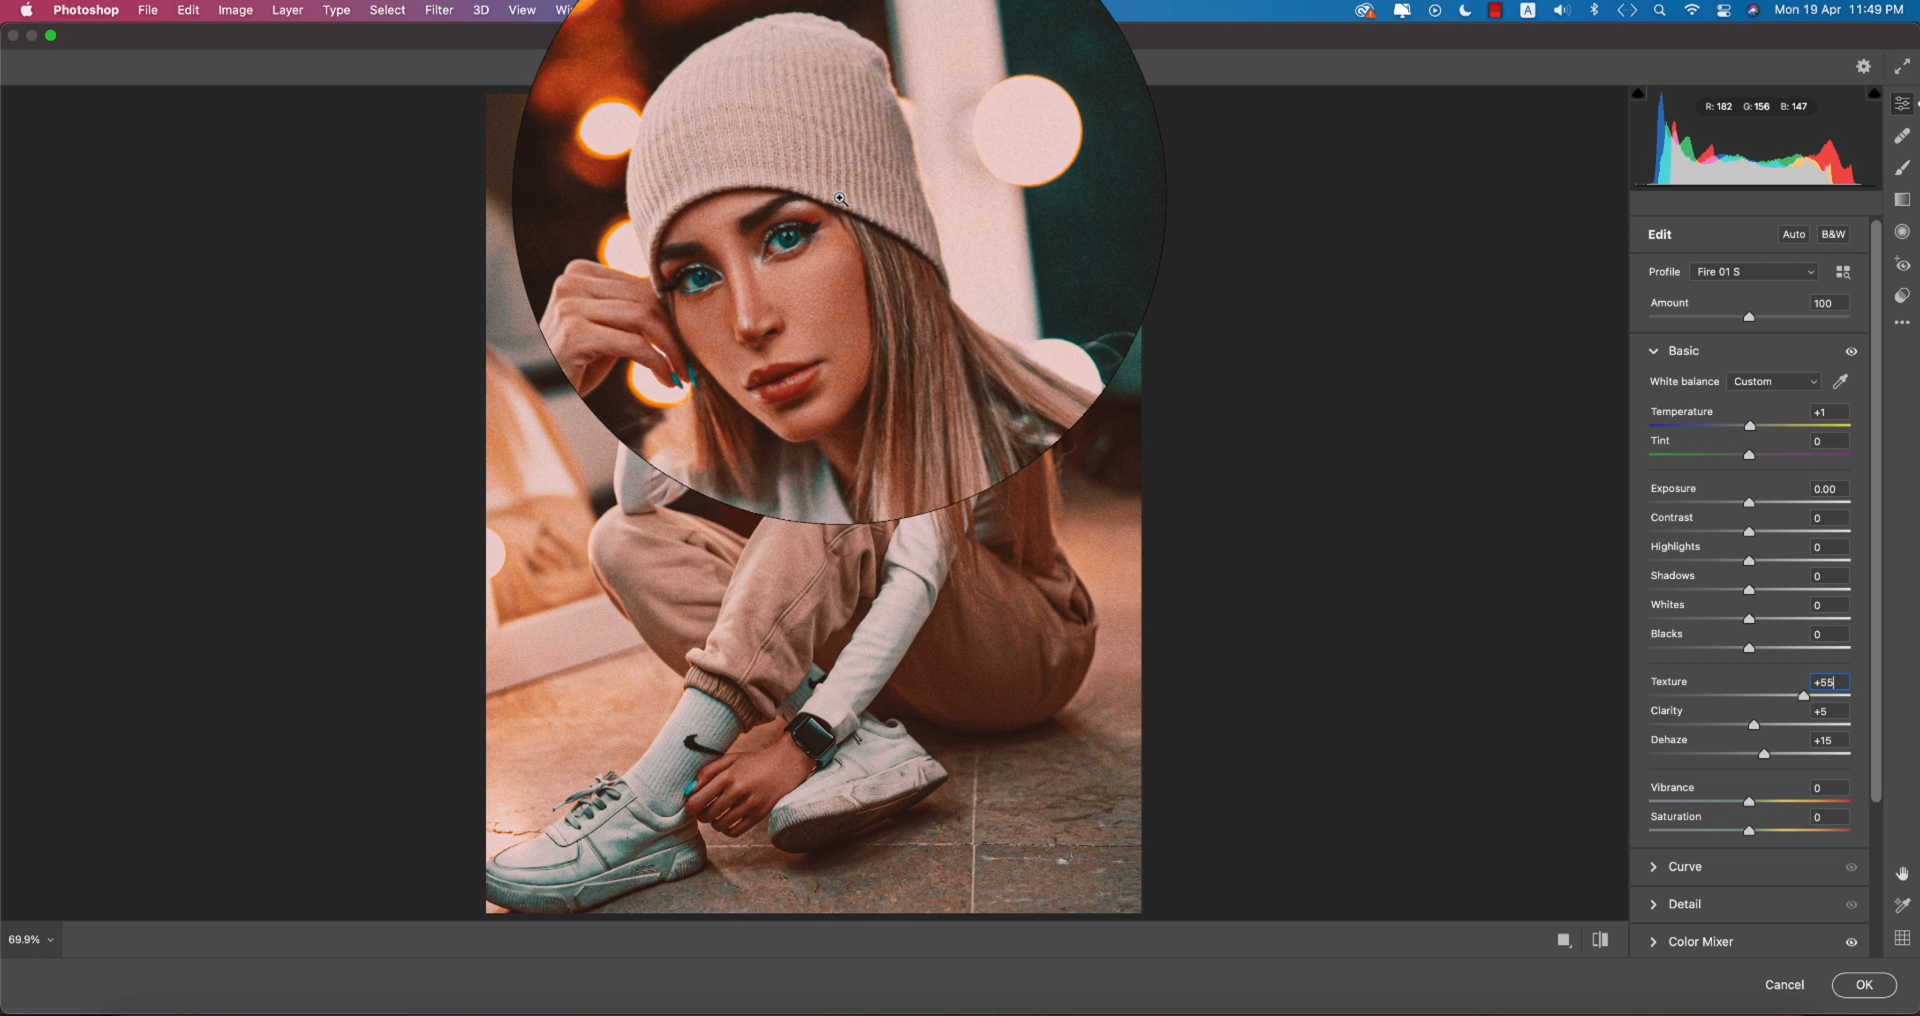 Photoshop File Edit Image Layer Type Select Filter 3D View Wi A Mon 19 Apr 11:49 PM
R: 182 G: 156 B: 147
Edit Auto B&W
Profile Fire 01 S
Amount 100
Basic
White balance Custom
Temperature +1
Tint 0
Exposure 0.00
Contrast 0
Highlights 0
Shadows 0
Whites 0
Blacks 0
Texture +55
Clarity +5
Dehaze +15
Vibrance 0
Saturation 0
Curve
Detail
69.9% Color Mixer
Cancel OK